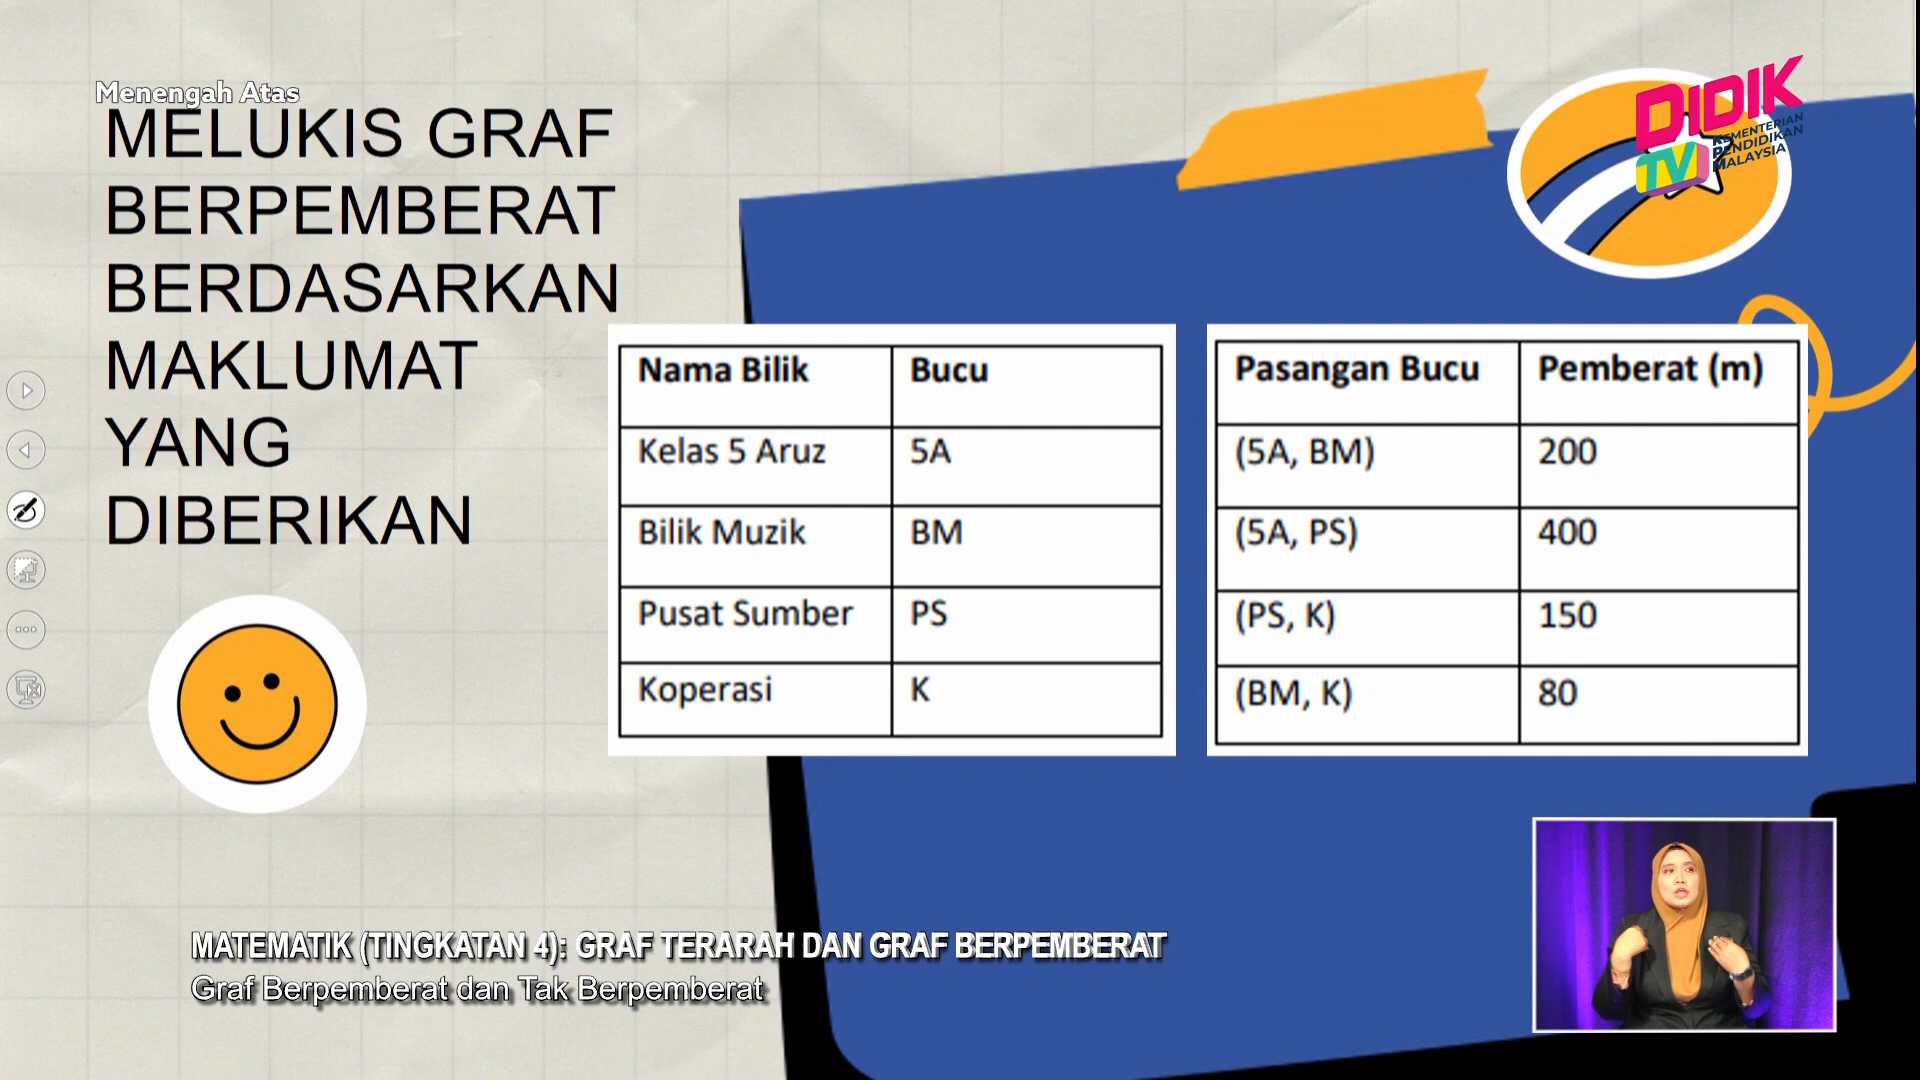 Menengah Atas
MELUKIS GRAF
BERPEMBERAT
BERDASARKAN
MAKLUMAT
YANG
DIBERIKAN
DIDIK
TV
KEMENTERIAN
PENDIDIKAN
MALAYSIA
Nama Bilik Bucu
Kelas 5 Aruz 5A
Bilik Muzik BM
Pusat Sumber PS
Koperasi K
Pasangan Bucu Pemberat (m)
(5A, BM) 200
(5A, PS) 400
(PS, K) 150
(BM, K) 80
MATEMATIK (TINGKATAN 4): GRAF TERARAH DAN GRAF BERPEMBERAT
Graf Berpemberat dan Tak Berpemberat